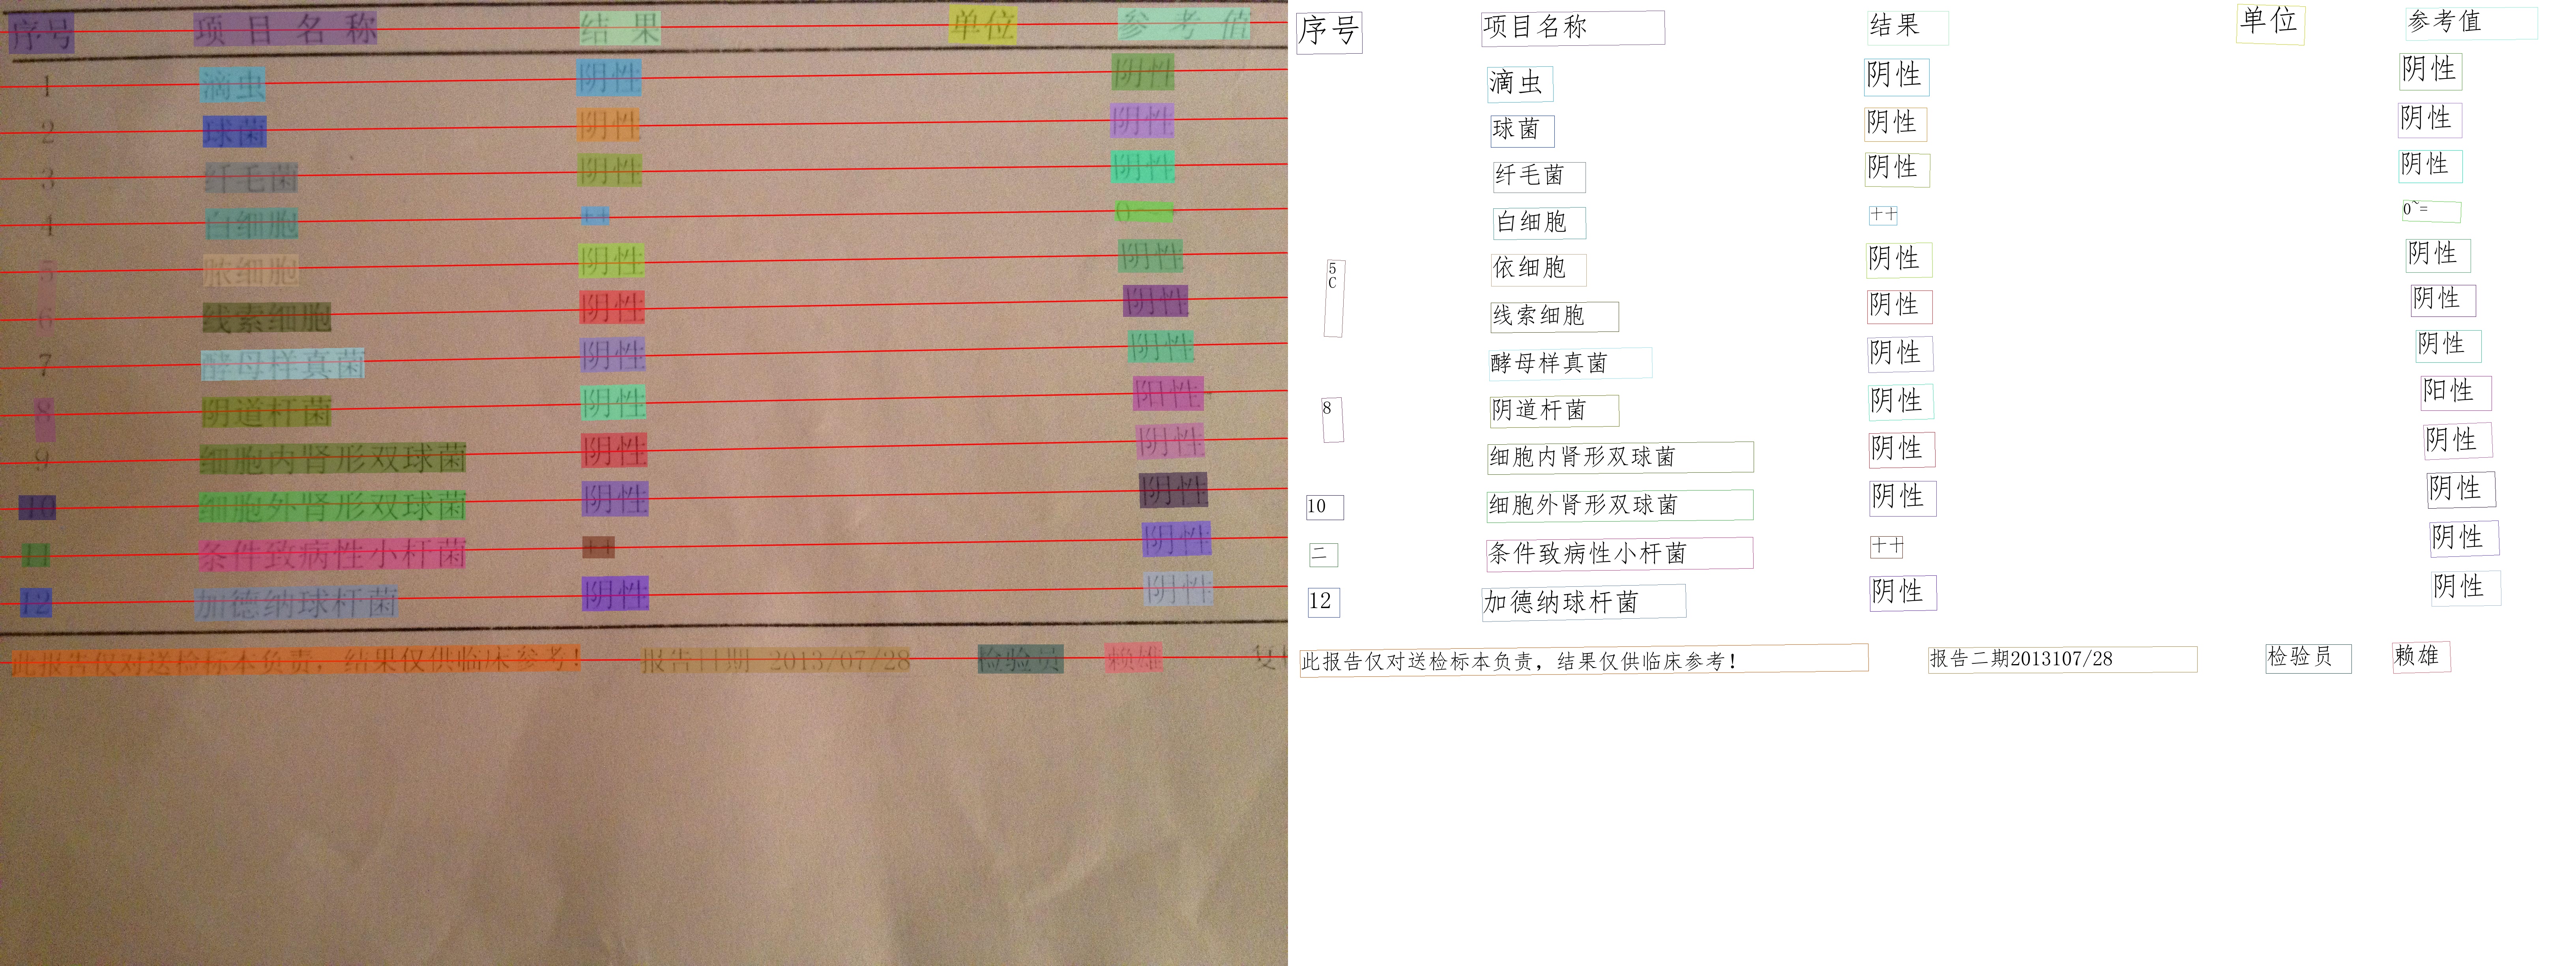 序号 项目名称 结果 单位 参考值
1 滴虫 阴性 阴性
2 球菌 阴性 阴性
3 纤毛菌 阴性 阴性
4 白细胞 ++ 0~
5 脓细胞 阴性 阴性
6 线索细胞 阴性 阴性
7 酵母样真菌 阴性 阴性
8 阴道杆菌 阴性 阳性
9 细胞内肾形双球菌 阴性 阴性
10 细胞外肾形双球菌 阴性 阴性
11 条件致病性小杆菌 ++ 阴性
12 加德纳球杆菌 阴性 阴性
此报告仅对送检标本负责，结果仅供临床参考! 报告日期 2013/07/28 检验员 赖雄 复
序号 项目名称 结果 单位 参考值
滴虫 阴性 阴性
球菌 阴性 阴性
纤毛菌 阴性 阴性
白细胞 ++ 0~=
5 依细胞 阴性 阴性
C 线索细胞 阴性 阴性
酵母样真菌 阴性 阴性
8 阴道杆菌 阴性 阳性
细胞内肾形双球菌 阴性 阴性
10 细胞外肾形双球菌 阴性 阴性
二 条件致病性小杆菌 ++ 阴性
12 加德纳球杆菌 阴性 阴性
此报告仅对送检标本负责，结果仅供临床参考! 报告二期2013107/28 检验员 赖雄